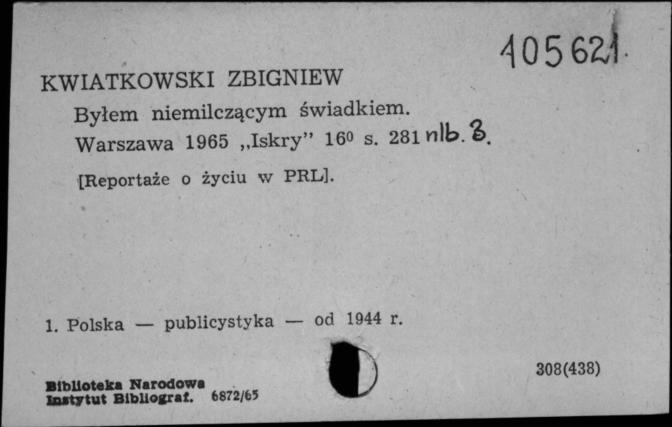 405621.
KWIATKOWSKI ZBIGNIEW
Byłem niemilczącym świadkiem.
Warszawa 1965 „Iskry” 16⁰ s. 281 nlb. 3.
[Reportaże o życiu w PRL].
1. Polska — publicystyka — od 1944 r.
308(438)
Biblioteka Narodowa
Instytut Bibliograf. 6872/65